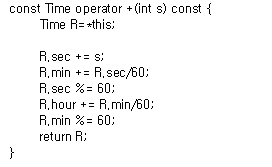 const Time operator +(int s) const {
Time R=*this;
R.sec += s;
R.min += R.sec/60;
R.sec %= 60;
R.hour += R.min/60;
R.min %= 60;
return R;
}